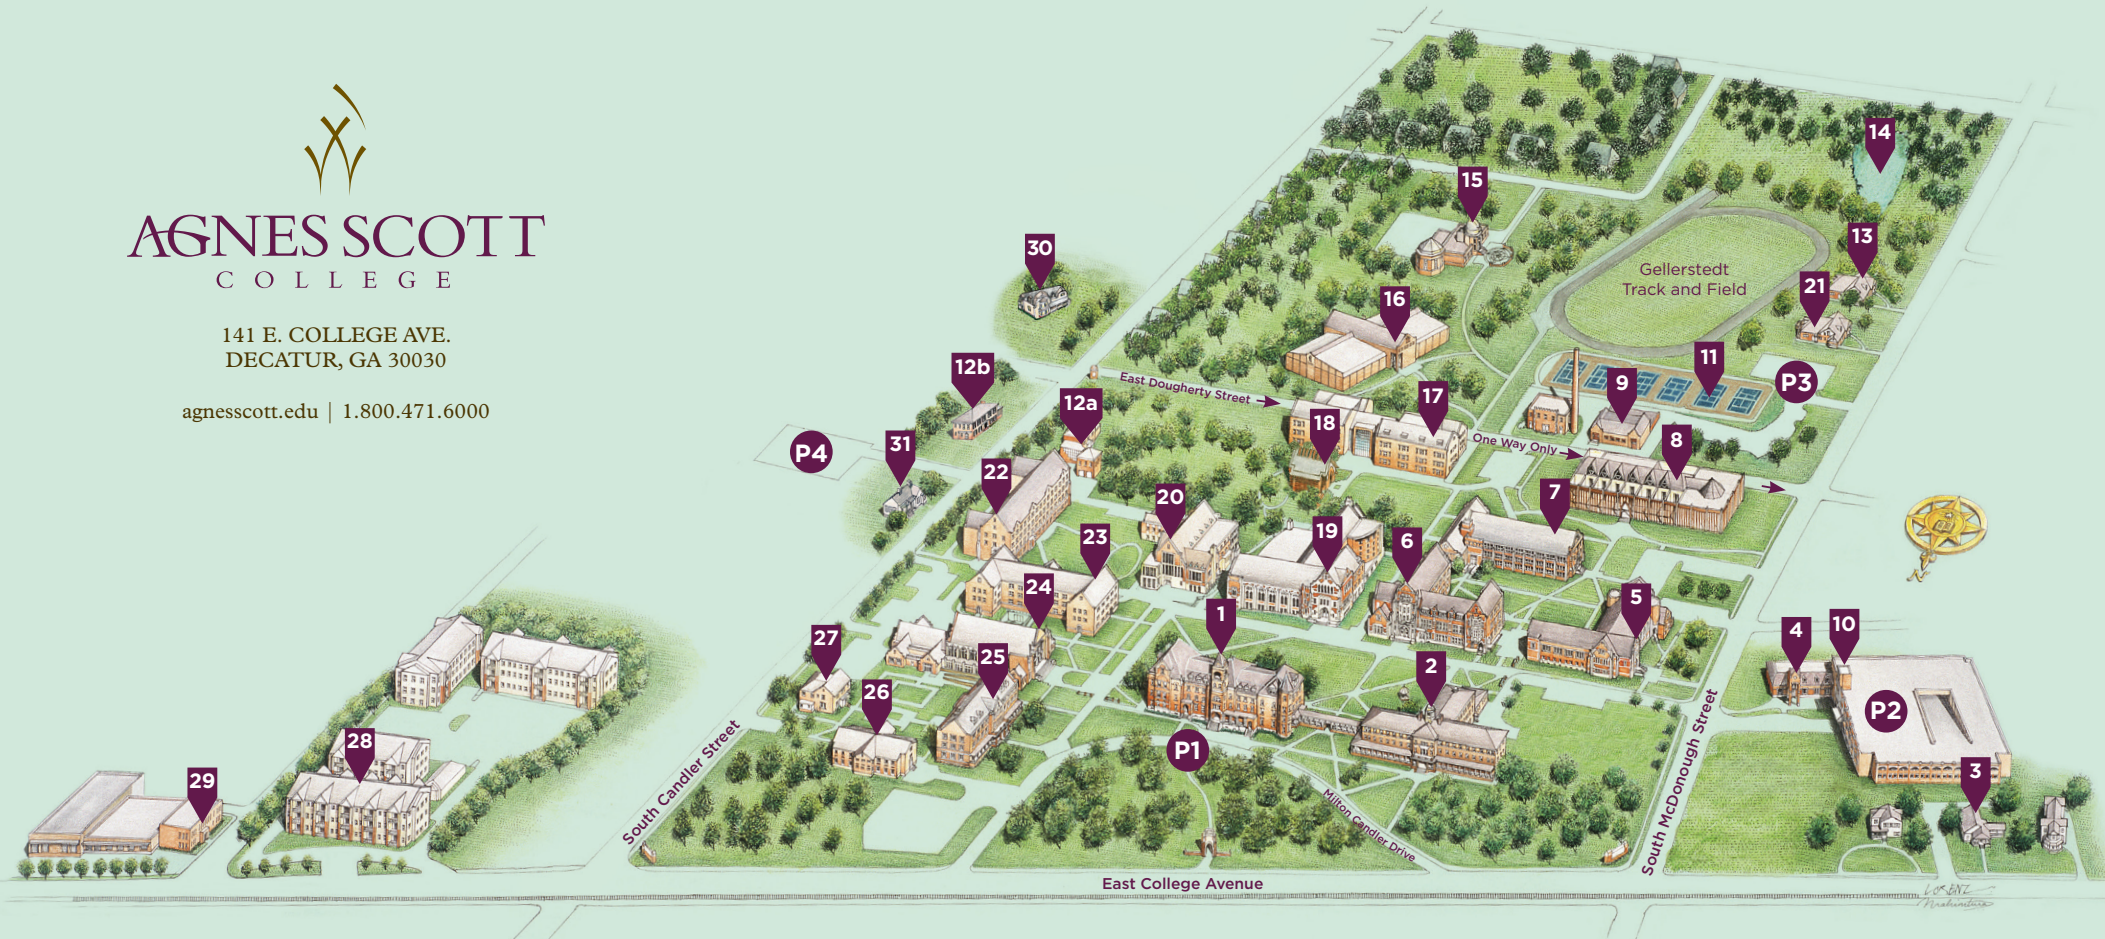 AGNES SCOTT
COLLEGE
141 E. COLLEGE AVE.
DECATUR, GA 30030
agnesscott.edu | 1.800.471.6000
14
15
30
13
Gellerstedt
Track and Field
21
16
12b
East Dougherty Street
11
P3
9
12a
17
18
One Way Only
8
P4
31
22
7
20
23
19
6
24
5
1
4
10
27
25
2
26
P2
South Candler Street
South McDonough Street
28
P1
29
3
Milton Candler Drive
East College Avenue
N